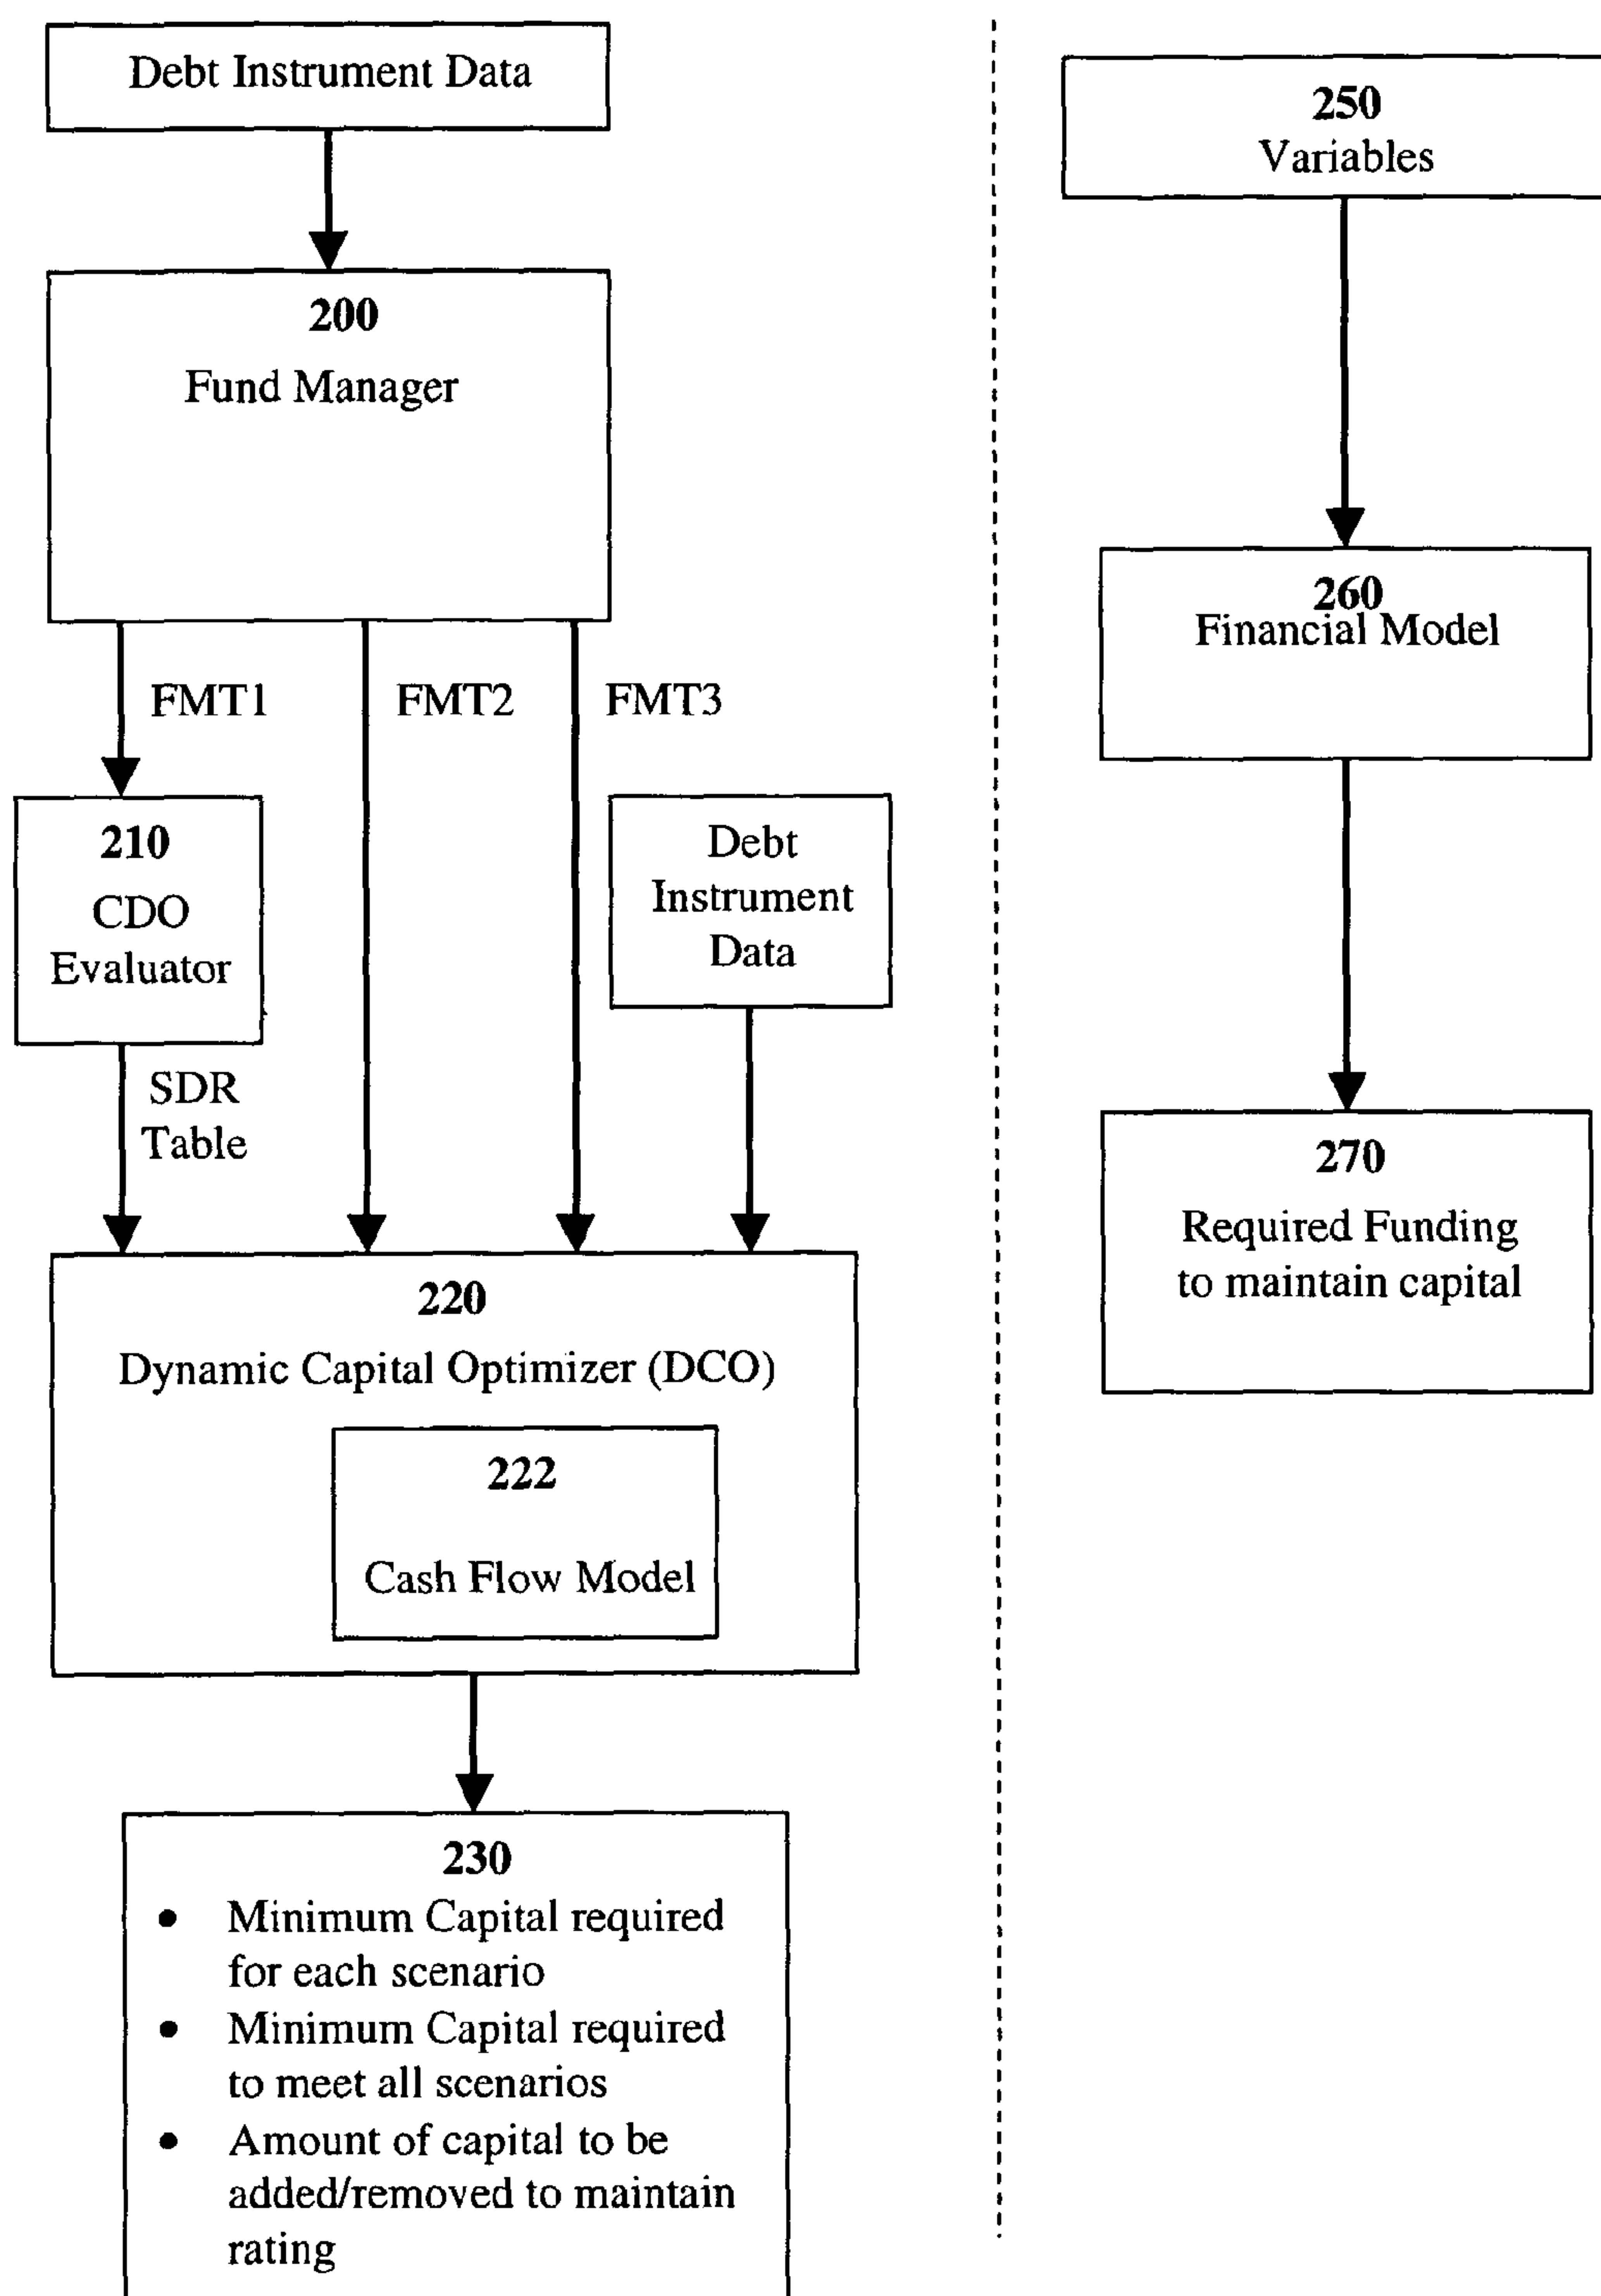 Debt Instrument Data
200
Fund Manager
FMT1
FMT2
FMT3
210
CDO
Evaluator
Debt
Instrument
Data
SDR
Table
220
Dynamic Capital Optimizer (DCO)
222
Cash Flow Model
230
• Minimum Capital required
for each scenario
• Minimum Capital required
to meet all scenarios
• Amount of capital to be
added/removed to maintain
rating
250
Variables
260
Financial Model
270
Required Funding
to maintain capital